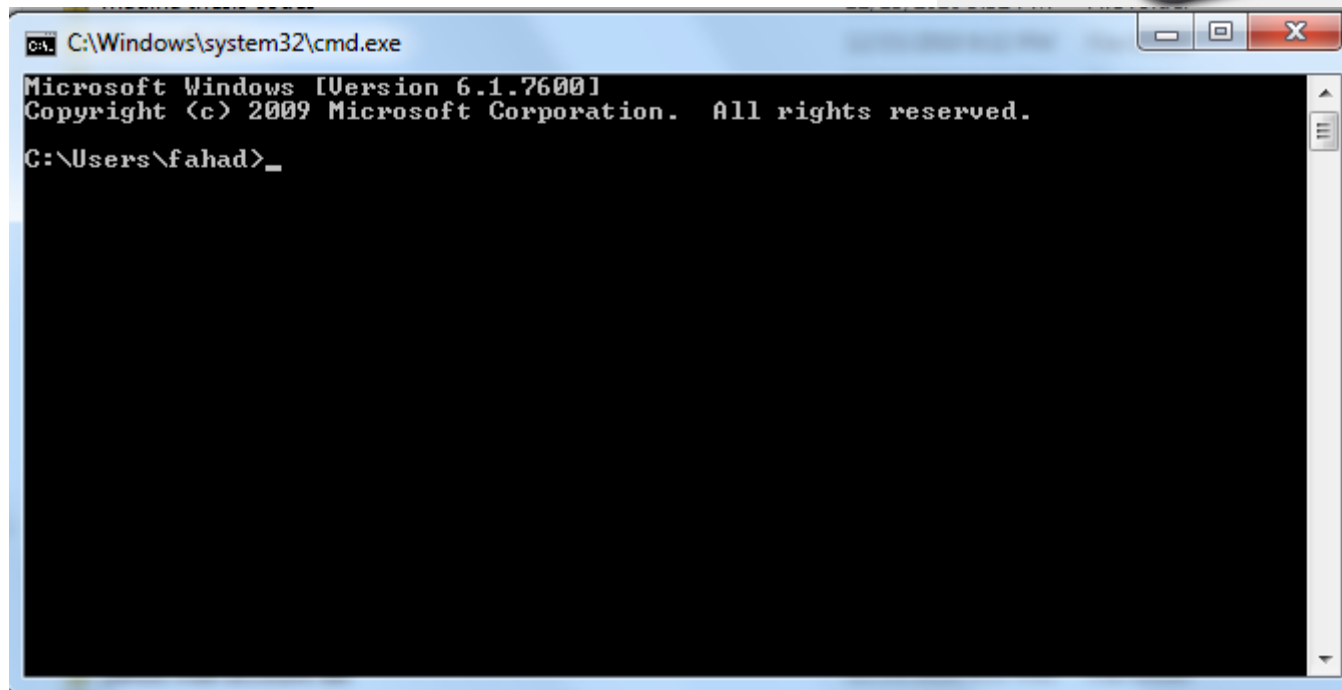 C:\Windows\system32\cmd.exe
Microsoft Windows [Version 6.1.7600]
Copyright (c) 2009 Microsoft Corporation.  All rights reserved.
C:\Users\fahad>_